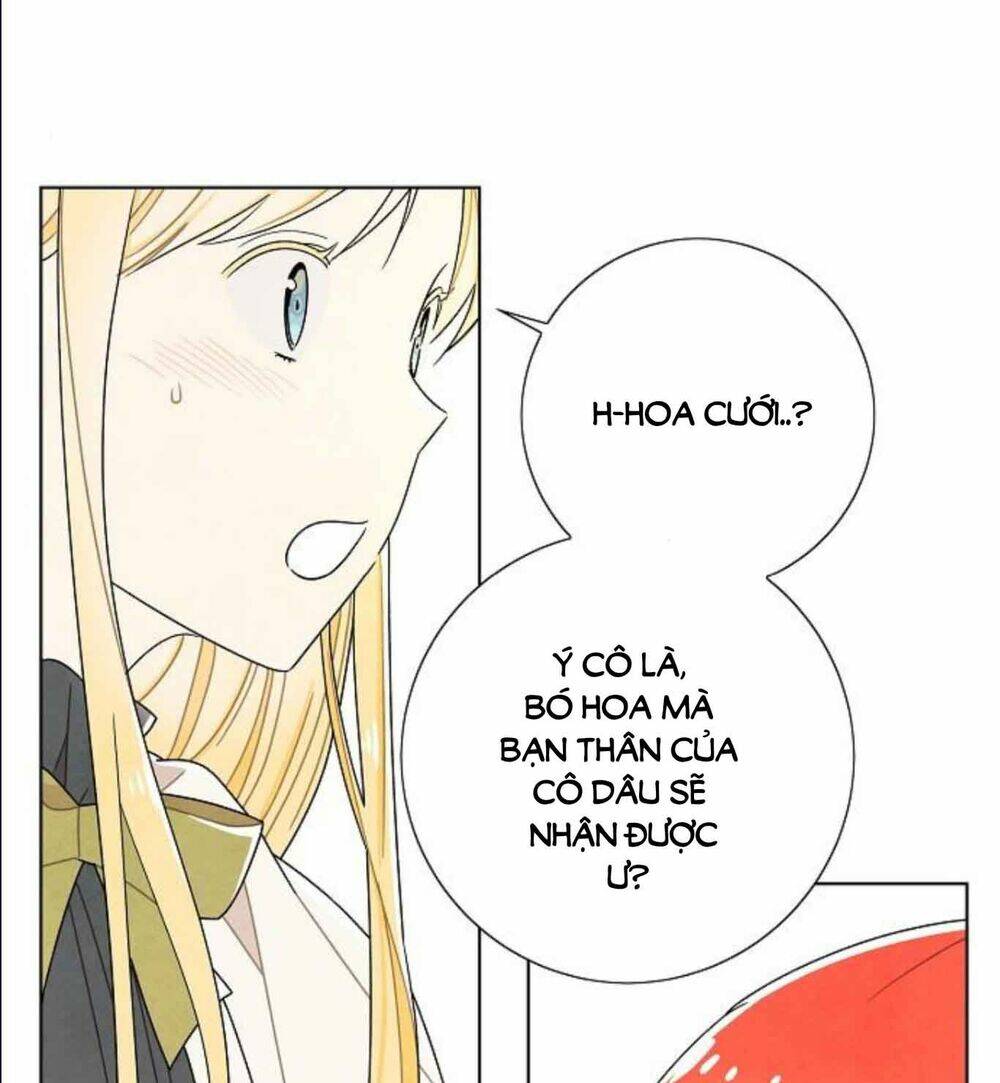 H-HOA CƯỚI..?
Ý CÔ LÀ,
BÓ HOA MÀ
BẠN THÂN CỦA
CÔ DÂU SẼ
NHẬN ĐƯỢC
Ư?